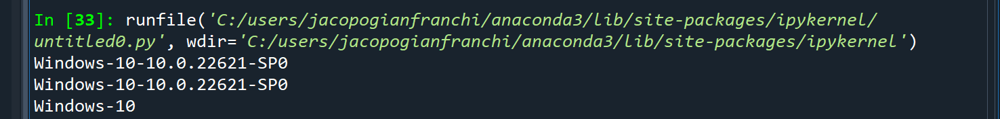 In [33]: runfile('C:/users/jacopogianfranchi/anaconda3/lib/site-packages/ipykernel/
untitled0.py', wdir='C:/users/jacopogianfranchi/anaconda3/lib/site-packages/ipykernel')
Windows-10-10.0.22621-SP0
Windows-10-10.0.22621-SP0
Windows-10